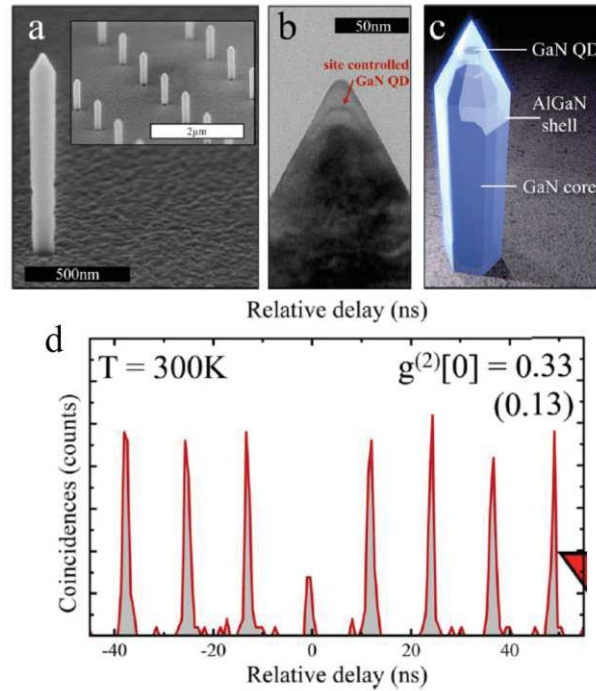 a
2µm
500nm
b
50nm
site controlled
GaN QD
c
GaN QD
AlGaN
shell
GaN core
Relative delay (ns)
d
T = 300K
g(2)[0] = 0.33
(0.13)
Coincidences (counts)
-40 -20 0 20 40
Relative delay (ns)